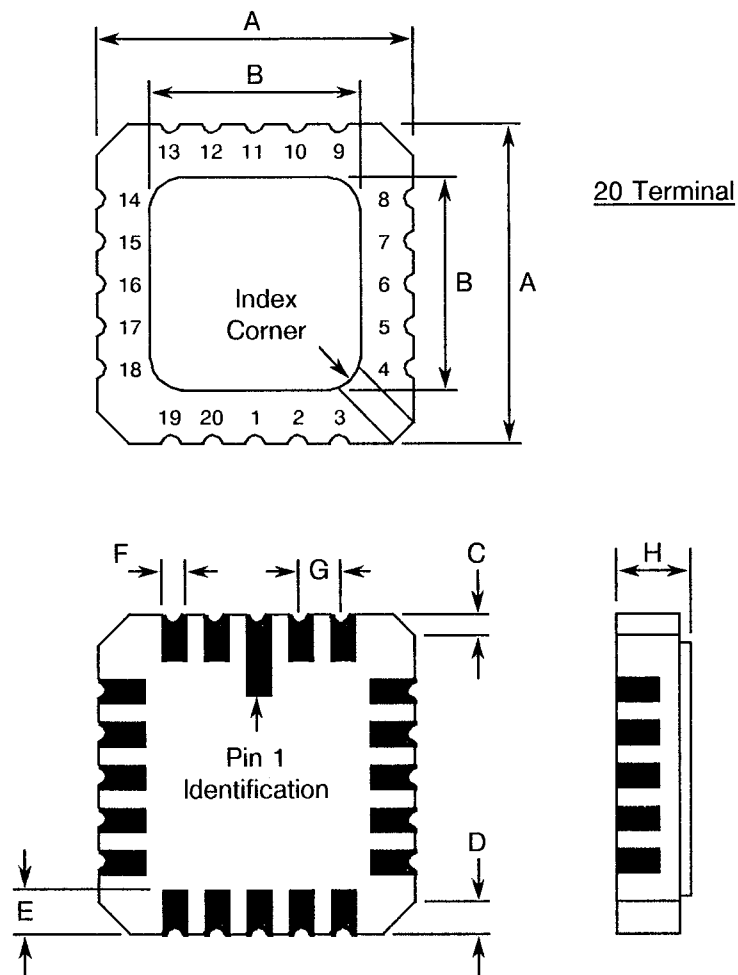 A
B
13 12 11 10 9
20 Terminal
14 8
15 7
16 6
17 5
18 4
B A
Index
Corner
19 20 1 2 3
F G C H
Pin 1
Identification
D
E